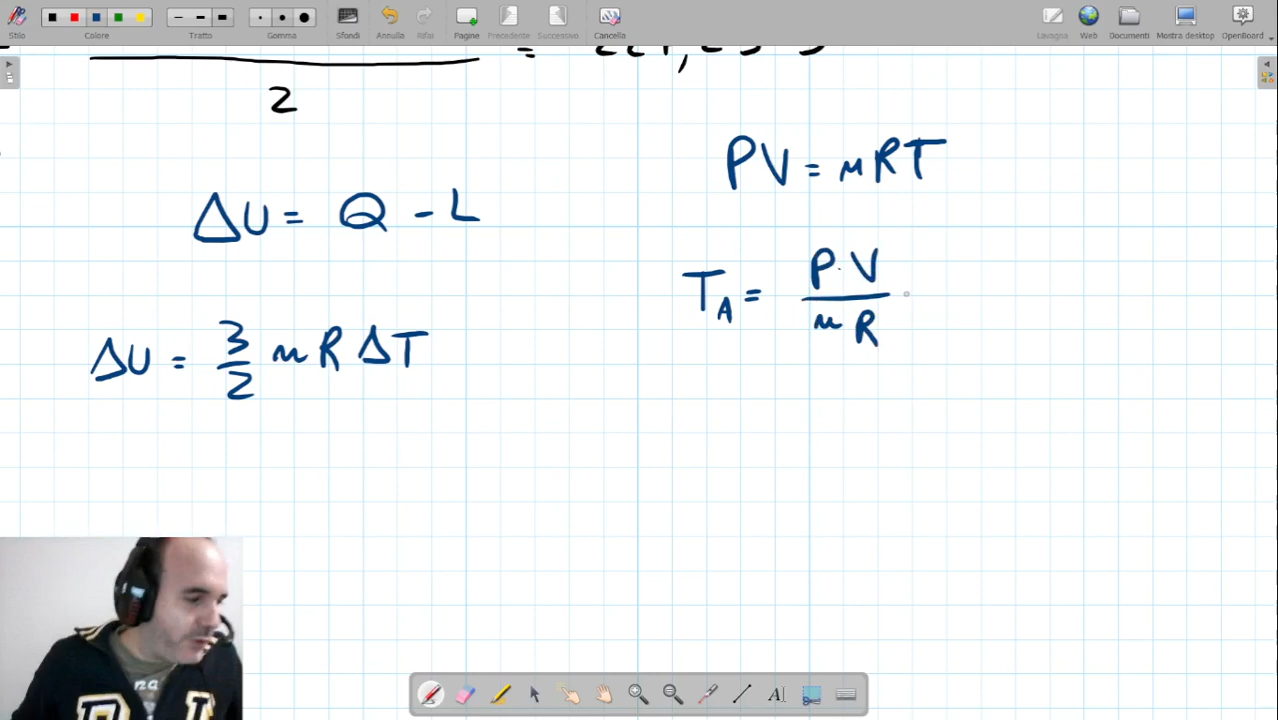 Stilo
Colore
Tratto
Gomma
Sfondi
Annulla
Rifai
Pagine
Precedente
Successivo
Cancella
Lavagna
Web
Documenti
Mostra desktop
OpenBoard
2
PV = nRT
ΔU = Q - L
T_A = P·V / nR
ΔU = 3/2 nRΔT